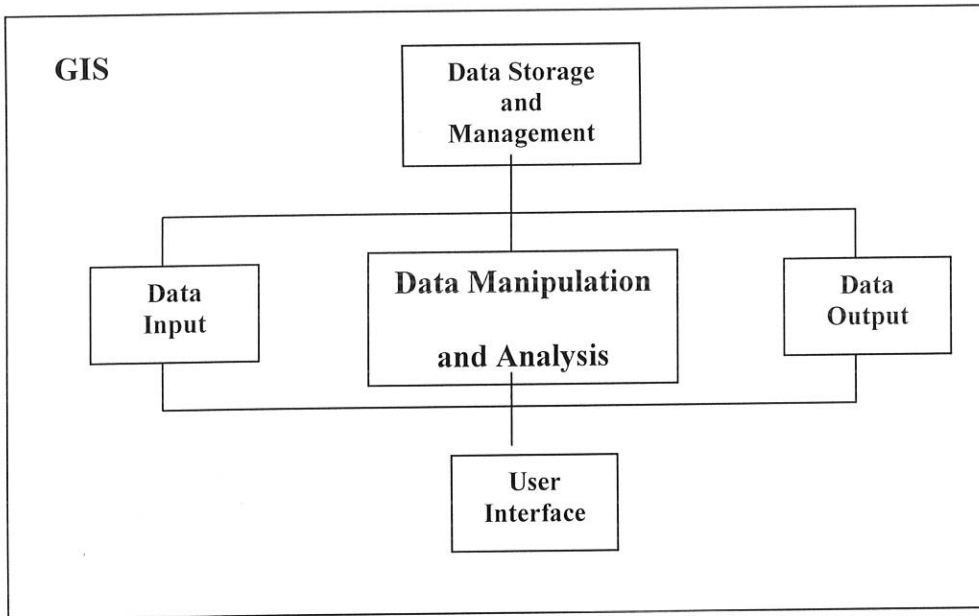 GIS
Data Storage
and
Management
Data
Input
Data Manipulation
and Analysis
Data
Output
User
Interface